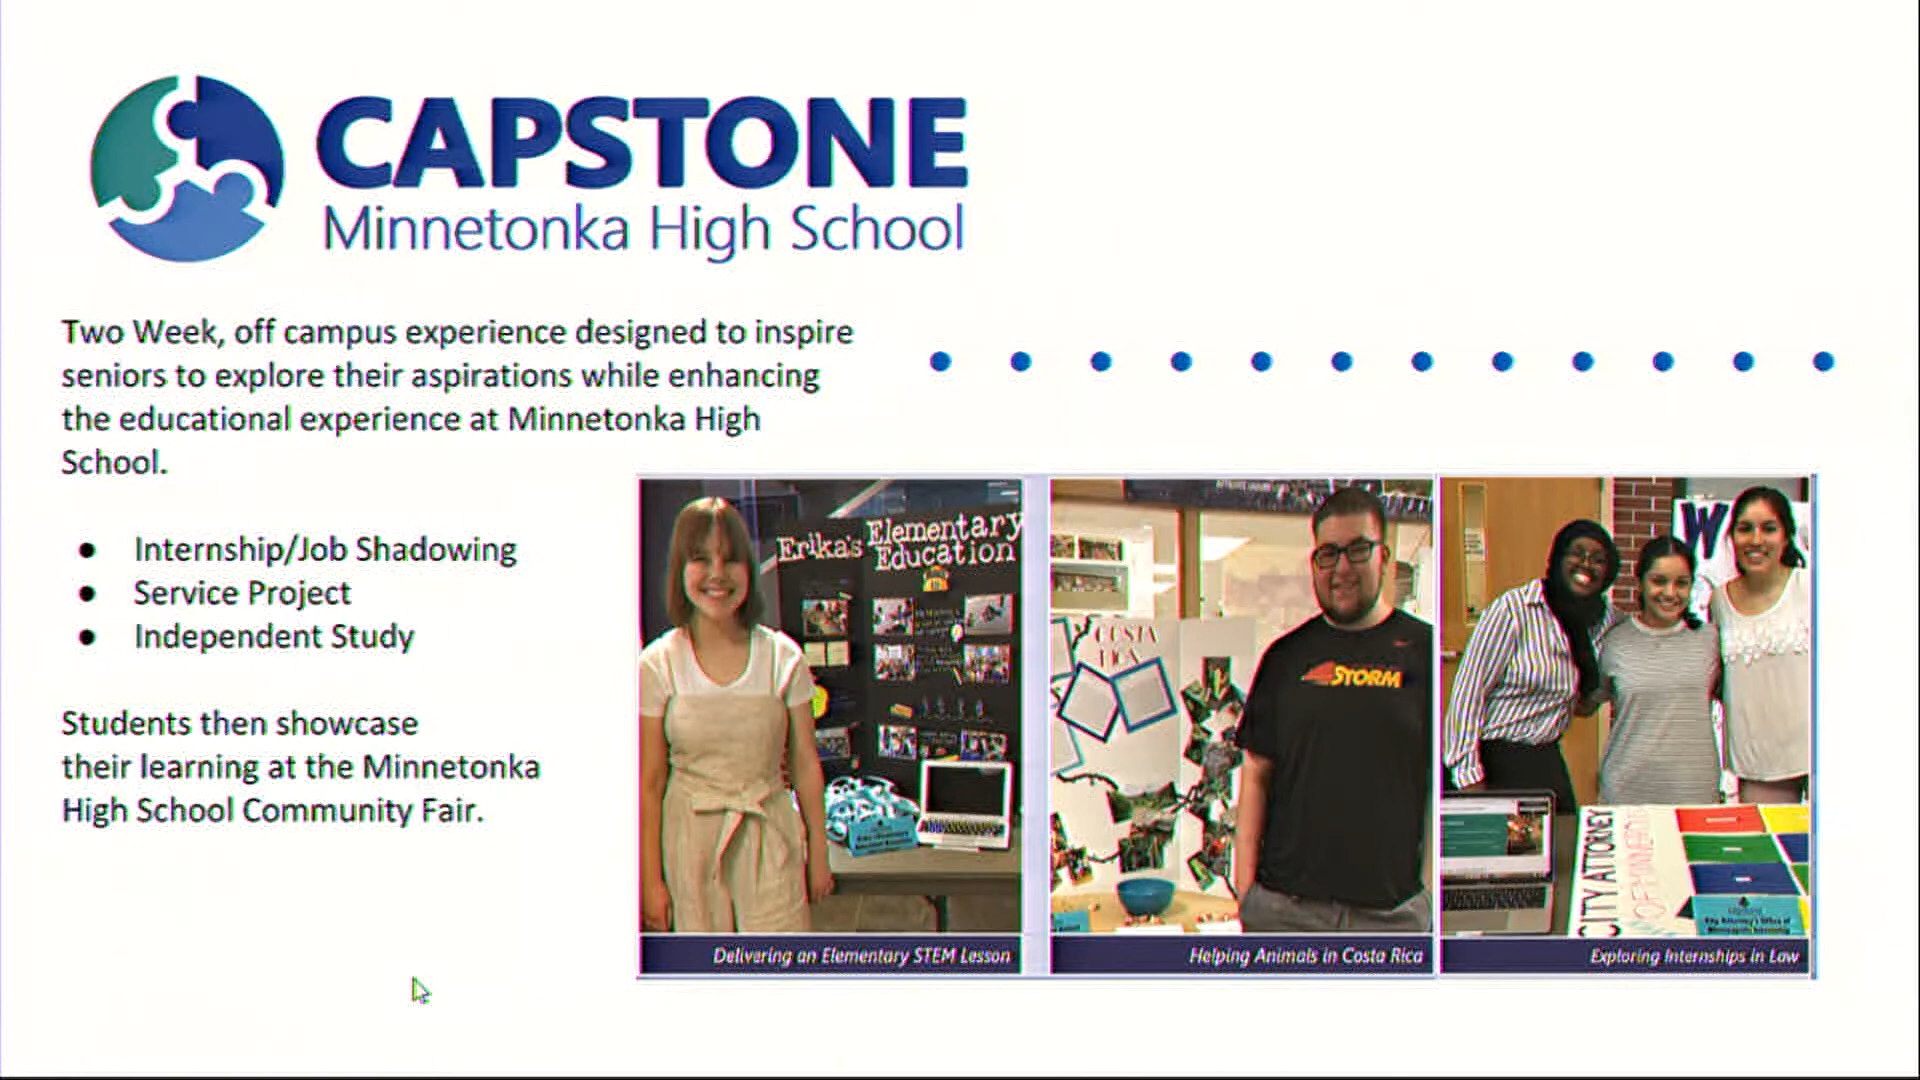 CAPSTONE
Minnetonka High School
Two Week, off campus experience designed to inspire
seniors to explore their aspirations while enhancing
the educational experience at Minnetonka High
School.
● Internship/Job Shadowing
● Service Project
● Independent Study
Students then showcase
their learning at the Minnetonka
High School Community Fair.
Erika's Elementary
Education
Delivering an Elementary STEM Lesson
COSTA
RICA
STORM
Helping Animals in Costa Rica
W
CITY ATTORNEY
Exploring Internships in Law